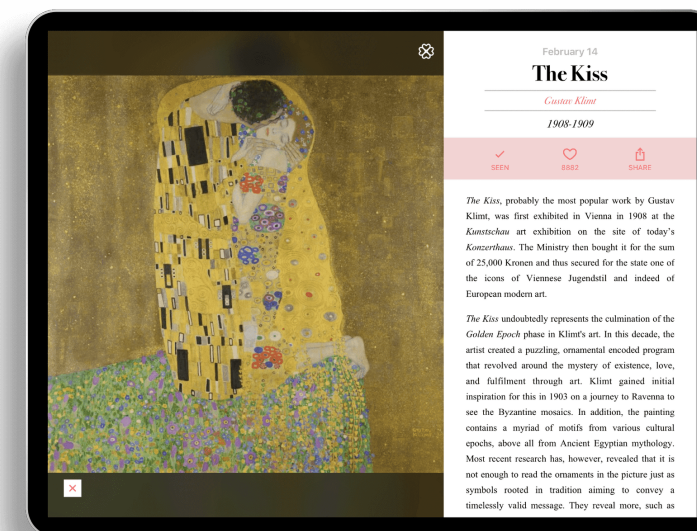 February 14
The Kiss
Gustav Klimt
1908-1909
SEEN
8882
SHARE
The Kiss, probably the most popular work by Gustav
Klimt, was first exhibited in Vienna in 1908 at the
Kunstschau art exhibition on the site of today's
Konzerthaus. The Ministry then bought it for the sum
of 25,000 Kronen and thus secured for the state one of
the icons of Viennese Jugendstil and indeed of
European modern art.
The Kiss undoubtedly represents the culmination of the
Golden Epoch phase in Klimt's art. In this decade, the
artist created a puzzling, ornamental encoded program
that revolved around the mystery of existence, love,
and fulfilment through art. Klimt gained initial
inspiration for this in 1903 on a journey to Ravenna to
see the Byzantine mosaics. In addition, the painting
contains a myriad of motifs from various cultural
epochs, above all from Ancient Egyptian mythology.
Most recent research has, however, revealed that it is
not enough to read the ornaments in the picture just as
symbols rooted in tradition aiming to convey a
timelessly valid message. They reveal more, such as